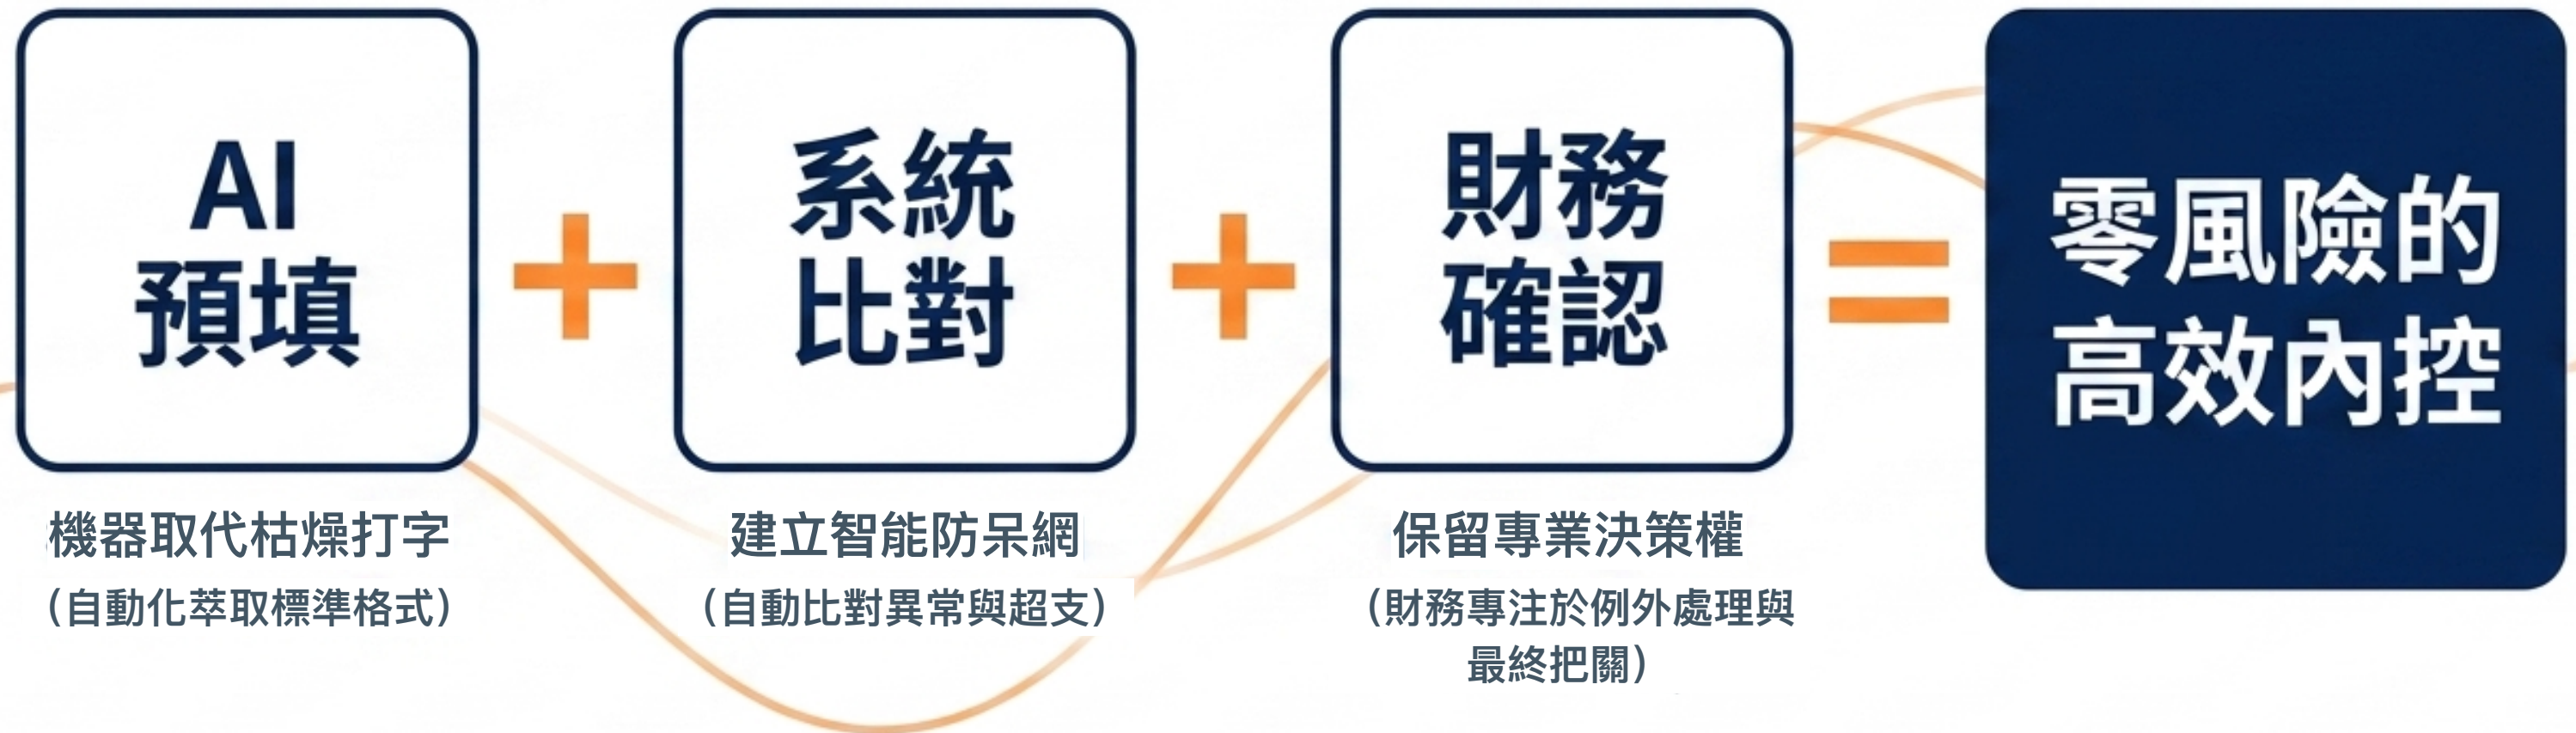 AI
預填
+
系統
比對
+
財務
確認
=
零風險的
高效內控
機器取代枯燥打字
（自動化萃取標準格式）
建立智能防呆網
（自動比對異常與超支）
保留專業決策權
（財務專注於例外處理與
最終把關）